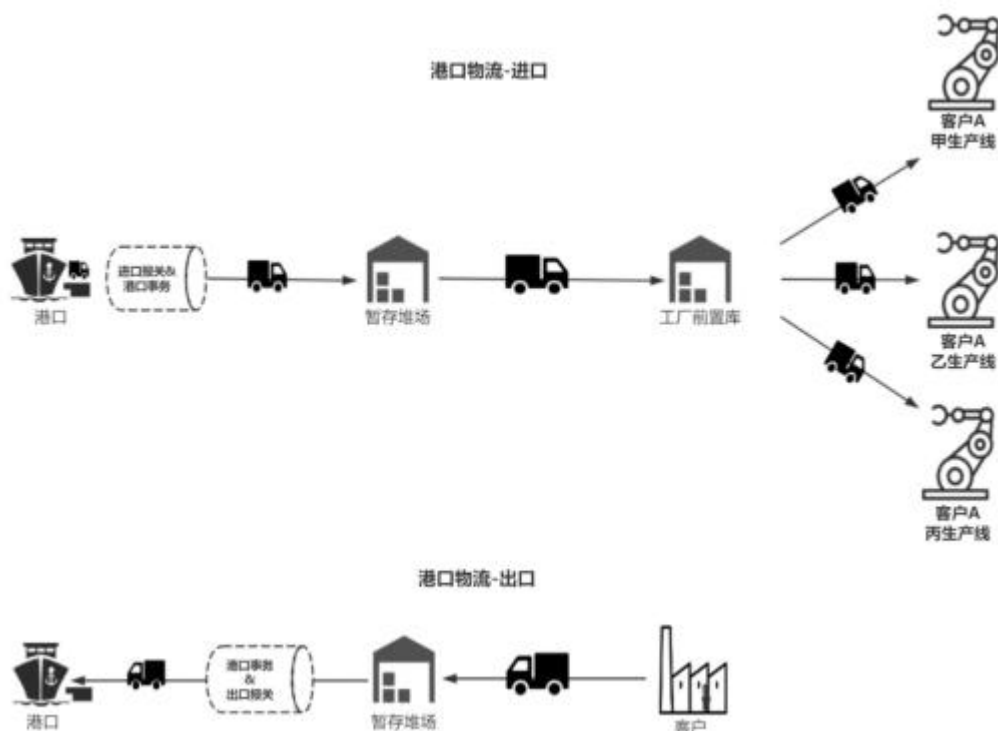 港口物流-进口
客户A
甲生产线
进口报关&
港口事务
港口
暂存堆场
工厂前置库
客户A
乙生产线
客户A
丙生产线
港口物流-出口
港口事务
&
出口报关
港口
暂存堆场
客户